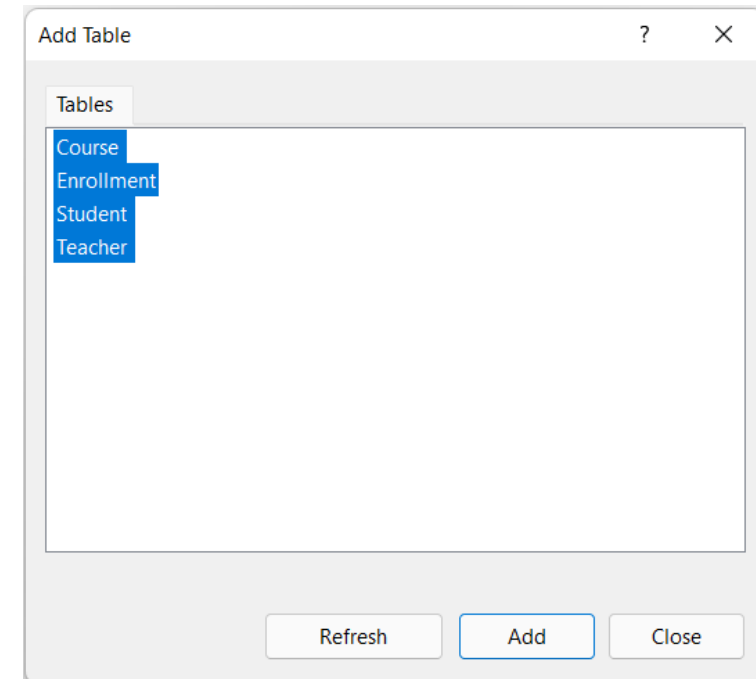 Add Table ?
Tables
Course
Enrollment
Student
Teacher
Refresh Add Close